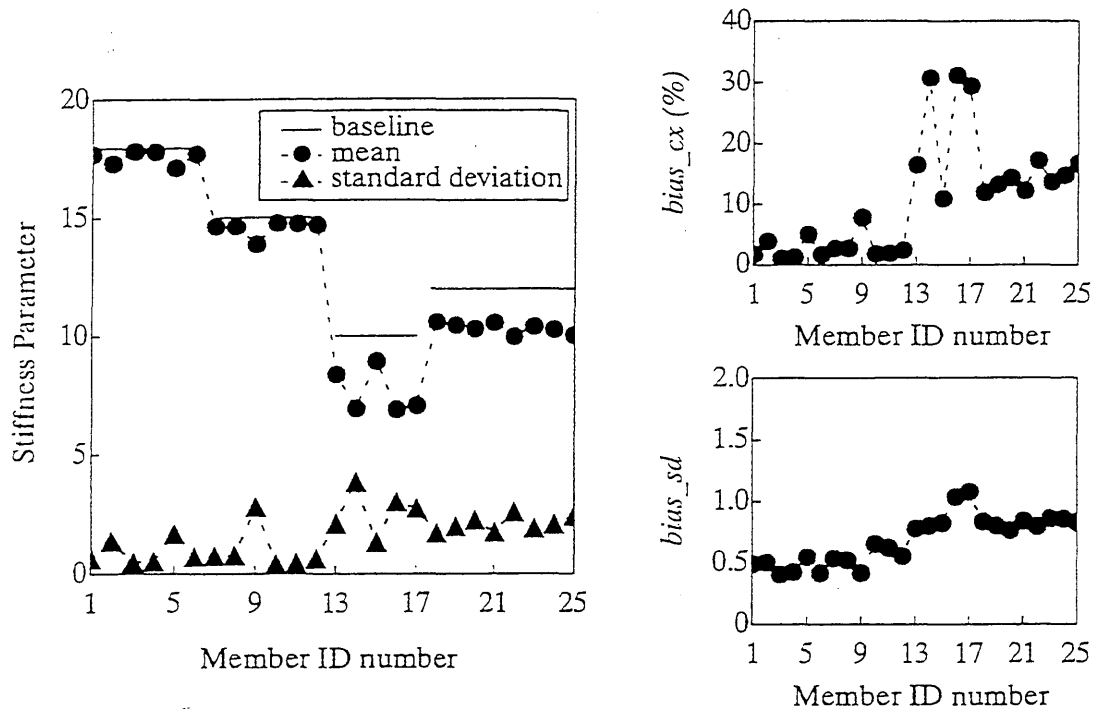 20
15
10
5
0
1 5 9 13 17 21 25
Stiffness Parameter
Member ID number
baseline
mean
standard deviation
40
30
20
10
0
1 5 9 13 17 21 25
bias_cx (%)
Member ID number
2.0
1.5
1.0
0.5
0
1 5 9 13 17 21 25
bias_sd
Member ID number